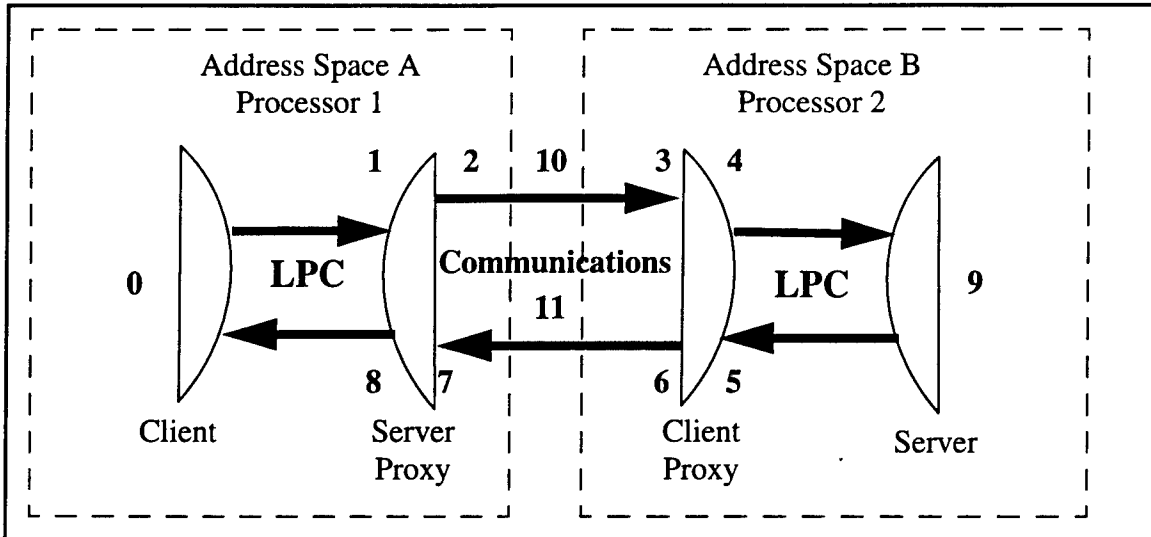 Address Space A
Processor 1
Address Space B
Processor 2
1
2
10
3
4
0
LPC
Communications
LPC
9
11
8
7
6
5
Client
Server
Proxy
Client
Proxy
Server